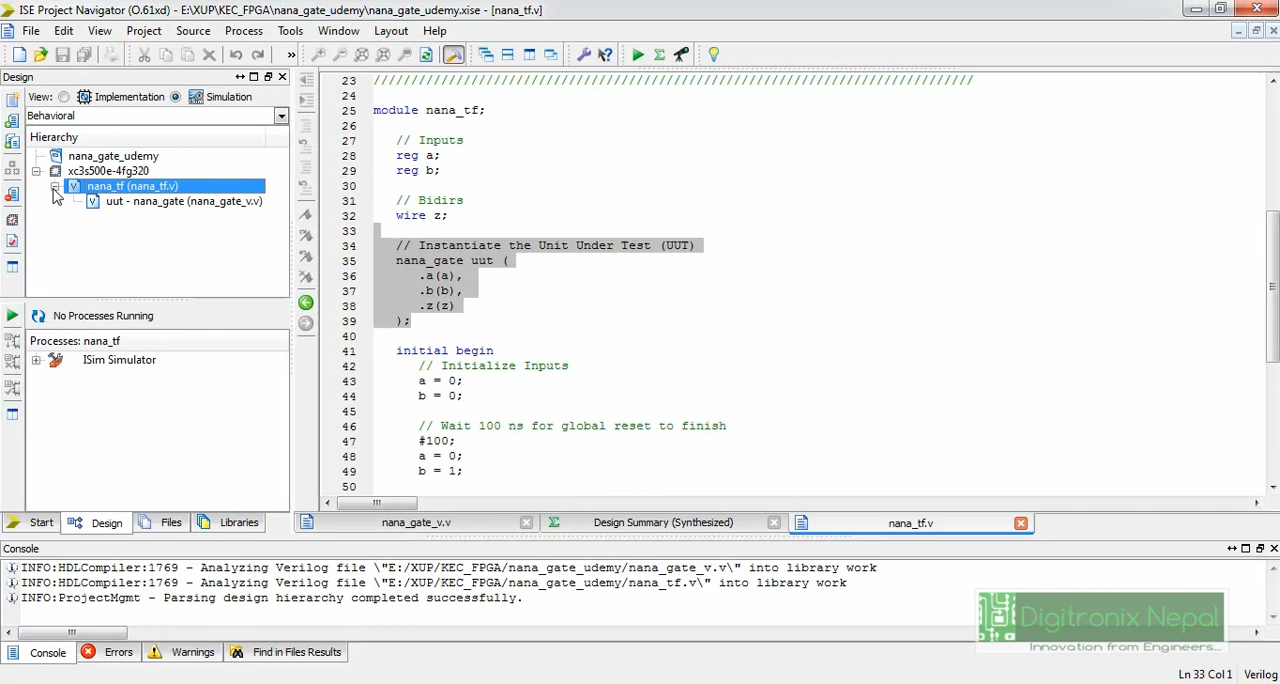 ISE Project Navigator (O.61xd) - E:\XUP\KEC_FPGA\nana_gate_udemy\nana_gate_udemy.xise - [nana_tf.v]
File Edit View Project Source Process Tools Window Layout Help
Design
View: Implementation Simulation
Behavioral
Hierarchy
nana_gate_udemy
xc3s500e-4fg320
nana_tf (nana_tf.v)
uut - nana_gate (nana_gate_v.v)
No Processes Running
Processes: nana_tf
ISim Simulator
Start Design Files Libraries
23 ////////////////////////////////////////////////////////////////////////////////
24
25 module nana_tf;
26
27 // Inputs
28 reg a;
29 reg b;
30
31 // Bidirs
32 wire z;
33
34 // Instantiate the Unit Under Test (UUT)
35 nana_gate uut (
36 .a(a),
37 .b(b),
38 .z(z)
39 );
40
41 initial begin
42 // Initialize Inputs
43 a = 0;
44 b = 0;
45
46 // Wait 100 ns for global reset to finish
47 #100;
48 a = 0;
49 b = 1;
50
nana_gate_v.v Design Summary (Synthesized) nana_tf.v
Console
INFO:HDLCompiler:1769 - Analyzing Verilog file \"E:/XUP/KEC_FPGA/nana_gate_udemy/nana_gate_v.v\" into library work
INFO:HDLCompiler:1769 - Analyzing Verilog file \"E:/XUP/KEC_FPGA/nana_gate_udemy/nana_tf.v\" into library work
INFO:ProjectMgmt - Parsing design hierarchy completed successfully.
Digitronix Nepal
Innovation from Engineers...
Console Errors Warnings Find in Files Results
Ln 33 Col 1 Verilog